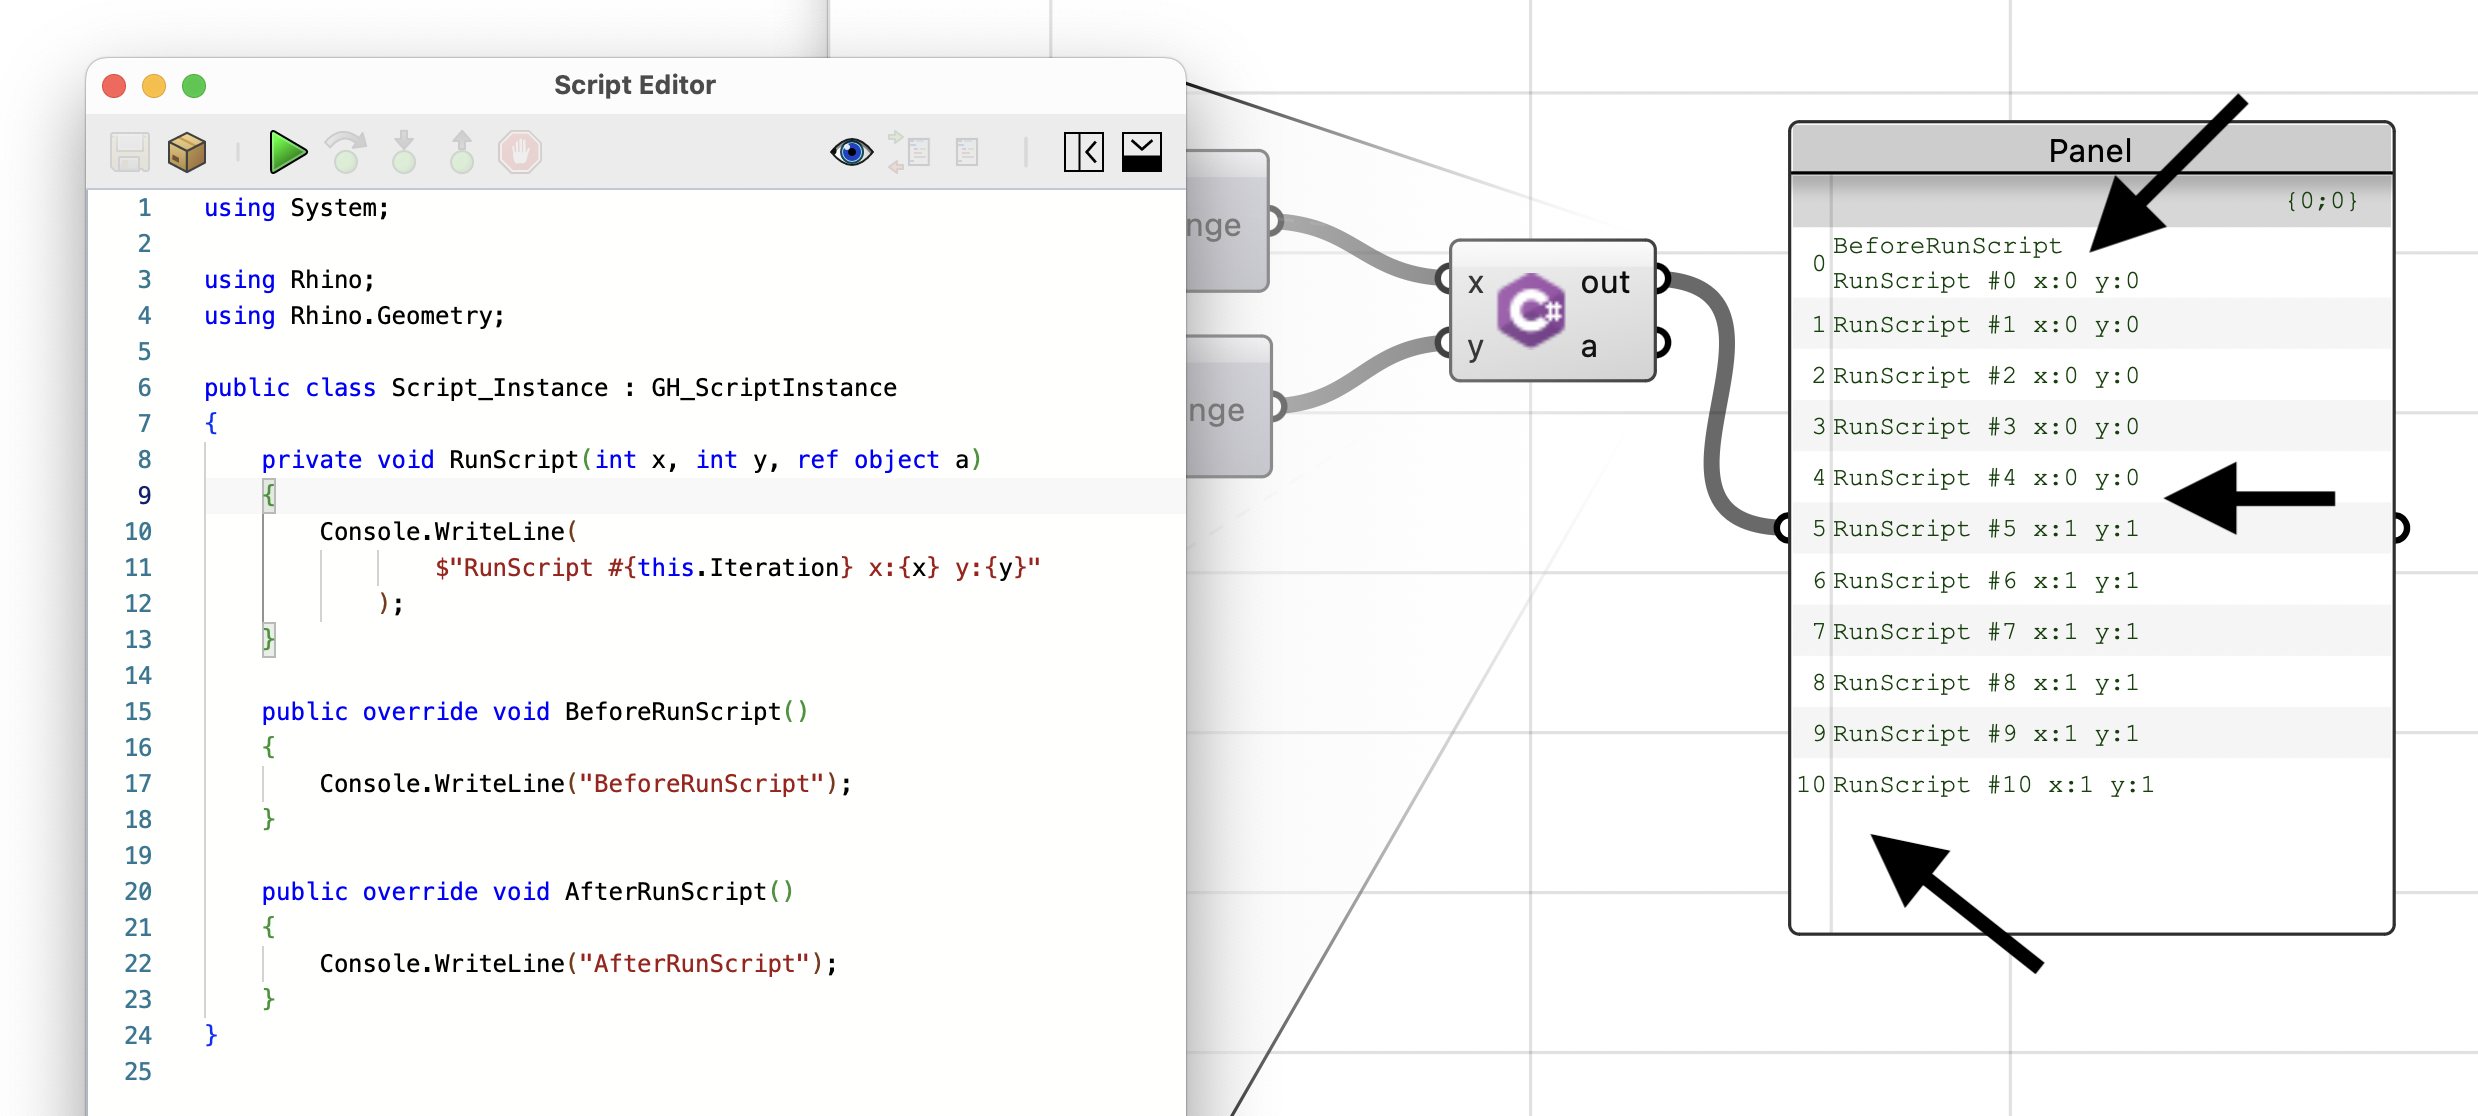 Script Editor
1 using System;
2
3 using Rhino;
4 using Rhino.Geometry;
5
6 public class Script_Instance : GH_ScriptInstance
7 {
8 private void RunScript(int x, int y, ref object a)
9 {
10 Console.WriteLine(
11 $"RunScript #{this.Iteration} x:{x} y:{y}"
12 );
13 }
14
15 public override void BeforeRunScript()
16 {
17 Console.WriteLine("BeforeRunScript");
18 }
19
20 public override void AfterRunScript()
21 {
22 Console.WriteLine("AfterRunScript");
23 }
24 }
25
nge
nge
x
y
C#
out
a
Panel
{0;0}
0 BeforeRunScript
RunScript #0 x:0 y:0
1 RunScript #1 x:0 y:0
2 RunScript #2 x:0 y:0
3 RunScript #3 x:0 y:0
4 RunScript #4 x:0 y:0
5 RunScript #5 x:1 y:1
6 RunScript #6 x:1 y:1
7 RunScript #7 x:1 y:1
8 RunScript #8 x:1 y:1
9 RunScript #9 x:1 y:1
10 RunScript #10 x:1 y:1